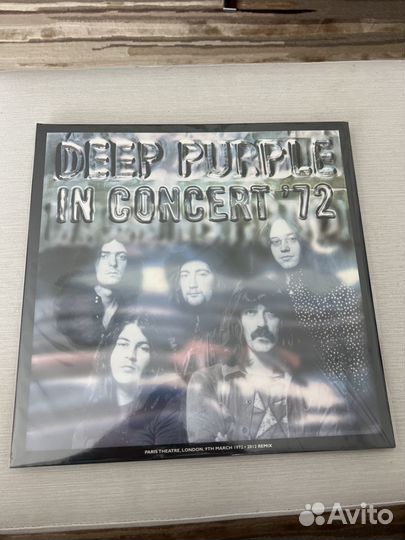 DEEP PURPLE
IN CONCERT '72
PARIS THEATRE, LONDON, 9TH MARCH 1972 • 2012 REMIX
Avito